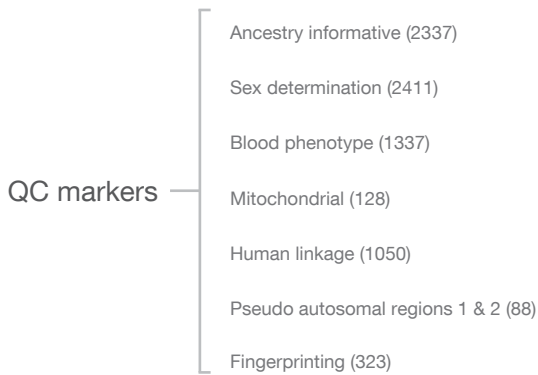 Ancestry informative (2337)
Sex determination (2411)
Blood phenotype (1337)
QC markers
Mitochondrial (128)
Human linkage (1050)
Pseudo autosomal regions 1 & 2 (88)
Fingerprinting (323)